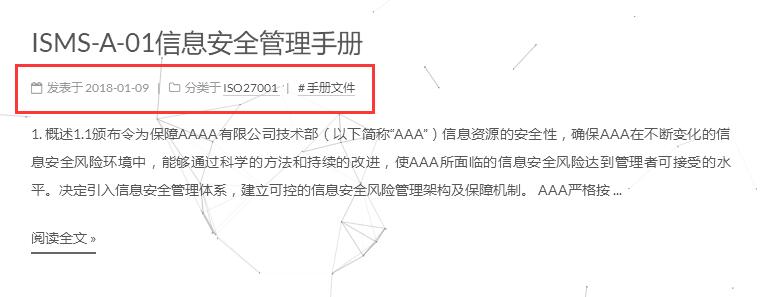 ISMS-A-01信息安全管理手册
发表于 2018-01-09 | 分类于 ISO27001 | # 手册文件
1. 概述1.1颁布令为保障AAAA有限公司技术部（以下简称“AAA”）信息资源的安全性，确保AAA在不断变化的信
息安全风险环境中，能够通过科学的方法和持续的改进，使AAA所面临的信息安全风险达到管理者可接受的水
平。决定引入信息安全管理体系，建立可控的信息安全风险管理架构及保障机制。 AAA严格按 ...
阅读全文 »